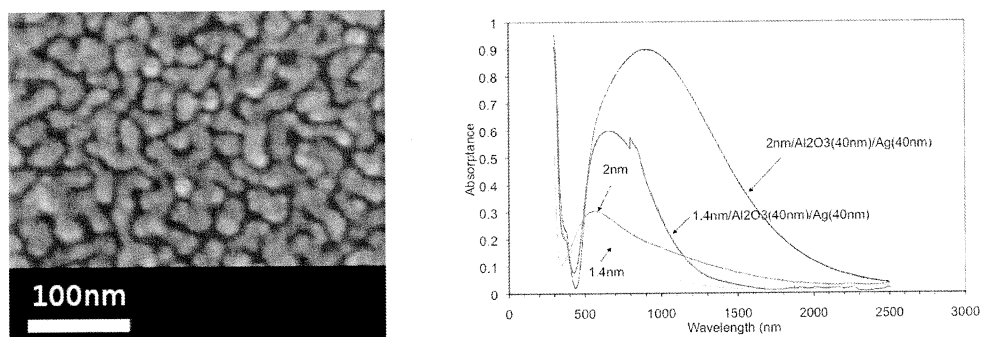 100nm
1
0.9
0.8
0.7
0.6
0.5
0.4
0.3
0.2
0.1
0
Absorptance
2nm/Al2O3(40nm)/Ag(40nm)
2nm
1.4nm/Al2O3(40nm)/Ag(40nm)
1.4nm
0 500 1000 1500 2000 2500 3000
Wavelength (nm